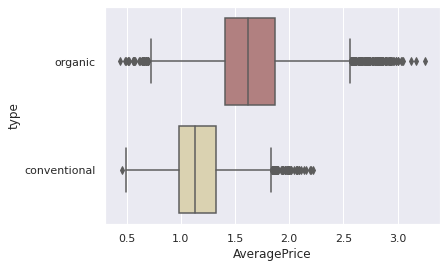 organic
type
conventional
0.5 1.0 1.5 2.0 2.5 3.0
AveragePrice